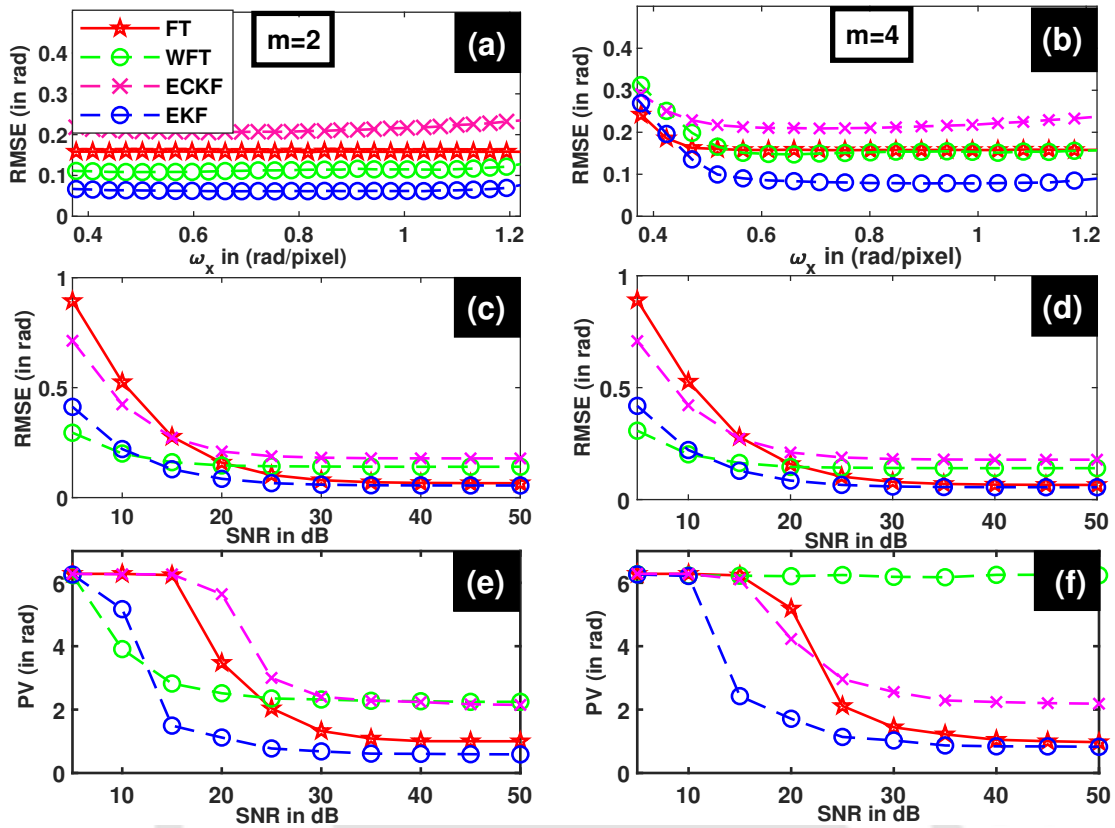 FT
WFT
ECKF
EKF
m=2
(a)
0.4
0.3
0.2
0.1
0
RMSE (in rad)
0.4 0.6 0.8 1 1.2
ω_x in (rad/pixel)
m=4
(b)
0.4
0.3
0.2
0.1
0
RMSE (in rad)
0.4 0.6 0.8 1 1.2
ω_x in (rad/pixel)
(c)
1
0.5
0
RMSE (in rad)
10 20 30 40 50
SNR in dB
(d)
1
0.5
0
RMSE (in rad)
10 20 30 40 50
SNR in dB
(e)
6
4
2
0
PV (in rad)
10 20 30 40 50
SNR in dB
(f)
6
4
2
0
PV (in rad)
10 20 30 40 50
SNR in dB